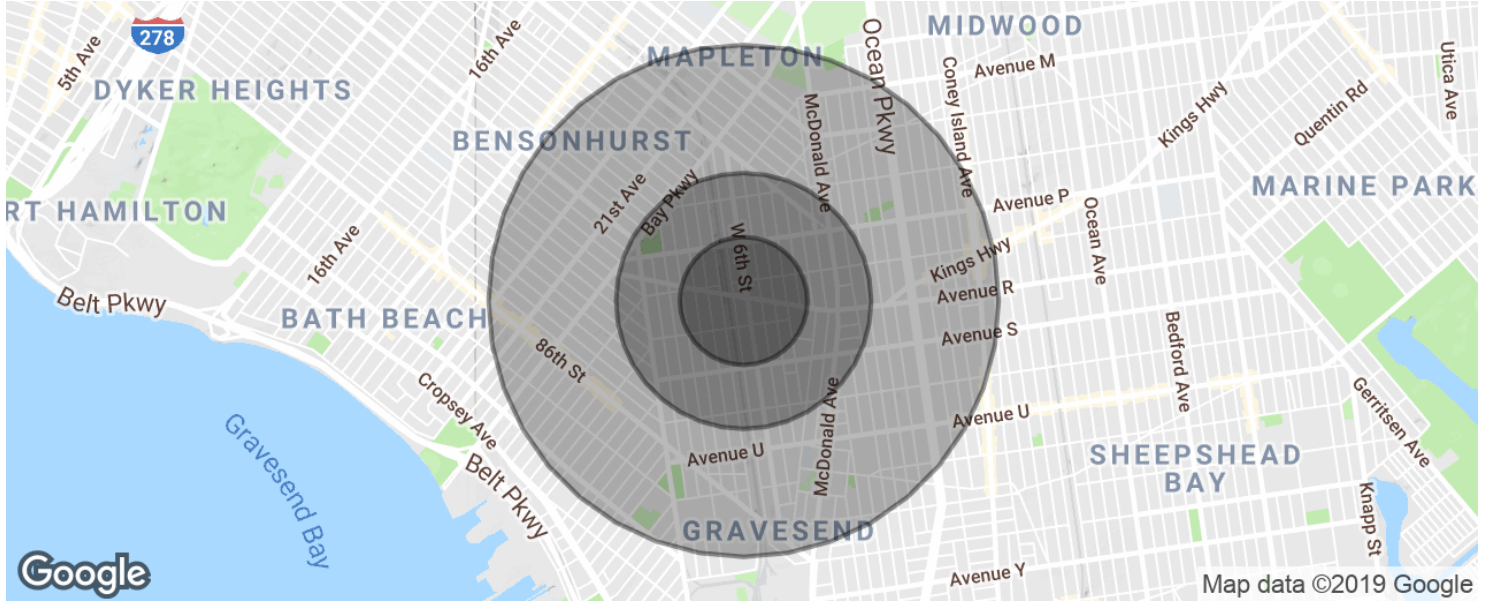 278
5th Ave
16th Ave
MAPLETON
Ocean Pkwy
MIDWOOD
Avenue M
Coney Island Ave
Utica Ave
DYKER HEIGHTS
McDonald Ave
Kings Hwy
Quentin Rd
BENSONHURST
21st Ave
Bay Pkwy
Avenue P
MARINE PARK
RT HAMILTON
16th Ave
W 6th St
Kings Hwy
Ocean Ave
Belt Pkwy
BATH BEACH
Avenue R
Avenue S
86th St
Bedford Ave
Cropsey Ave
McDonald Ave
Avenue U
Gerritsen Ave
Gravesend Bay
Avenue U
SHEEPSHEAD
BAY
Belt Pkwy
Knapp St
GRAVESEND
Avenue Y
Google
Map data ©2019 Google